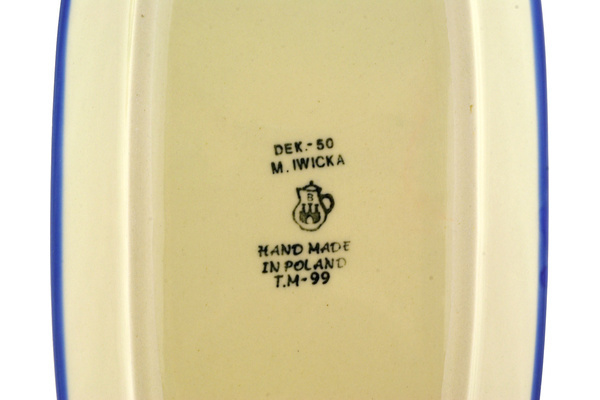 DEK.-50
M. IWICKA
B
HAND MADE
IN POLAND
T.M-99